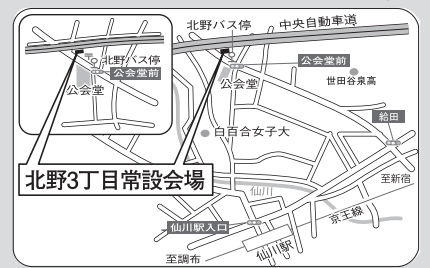 北野バス停
公会堂前
公会堂
北野バス停
中央自動車道
公会堂前
公会堂
世田谷泉高
給田
白百合女子大
北野3丁目常設会場
至新宿
仙川
京王線
仙川駅入口
仙川駅
至調布